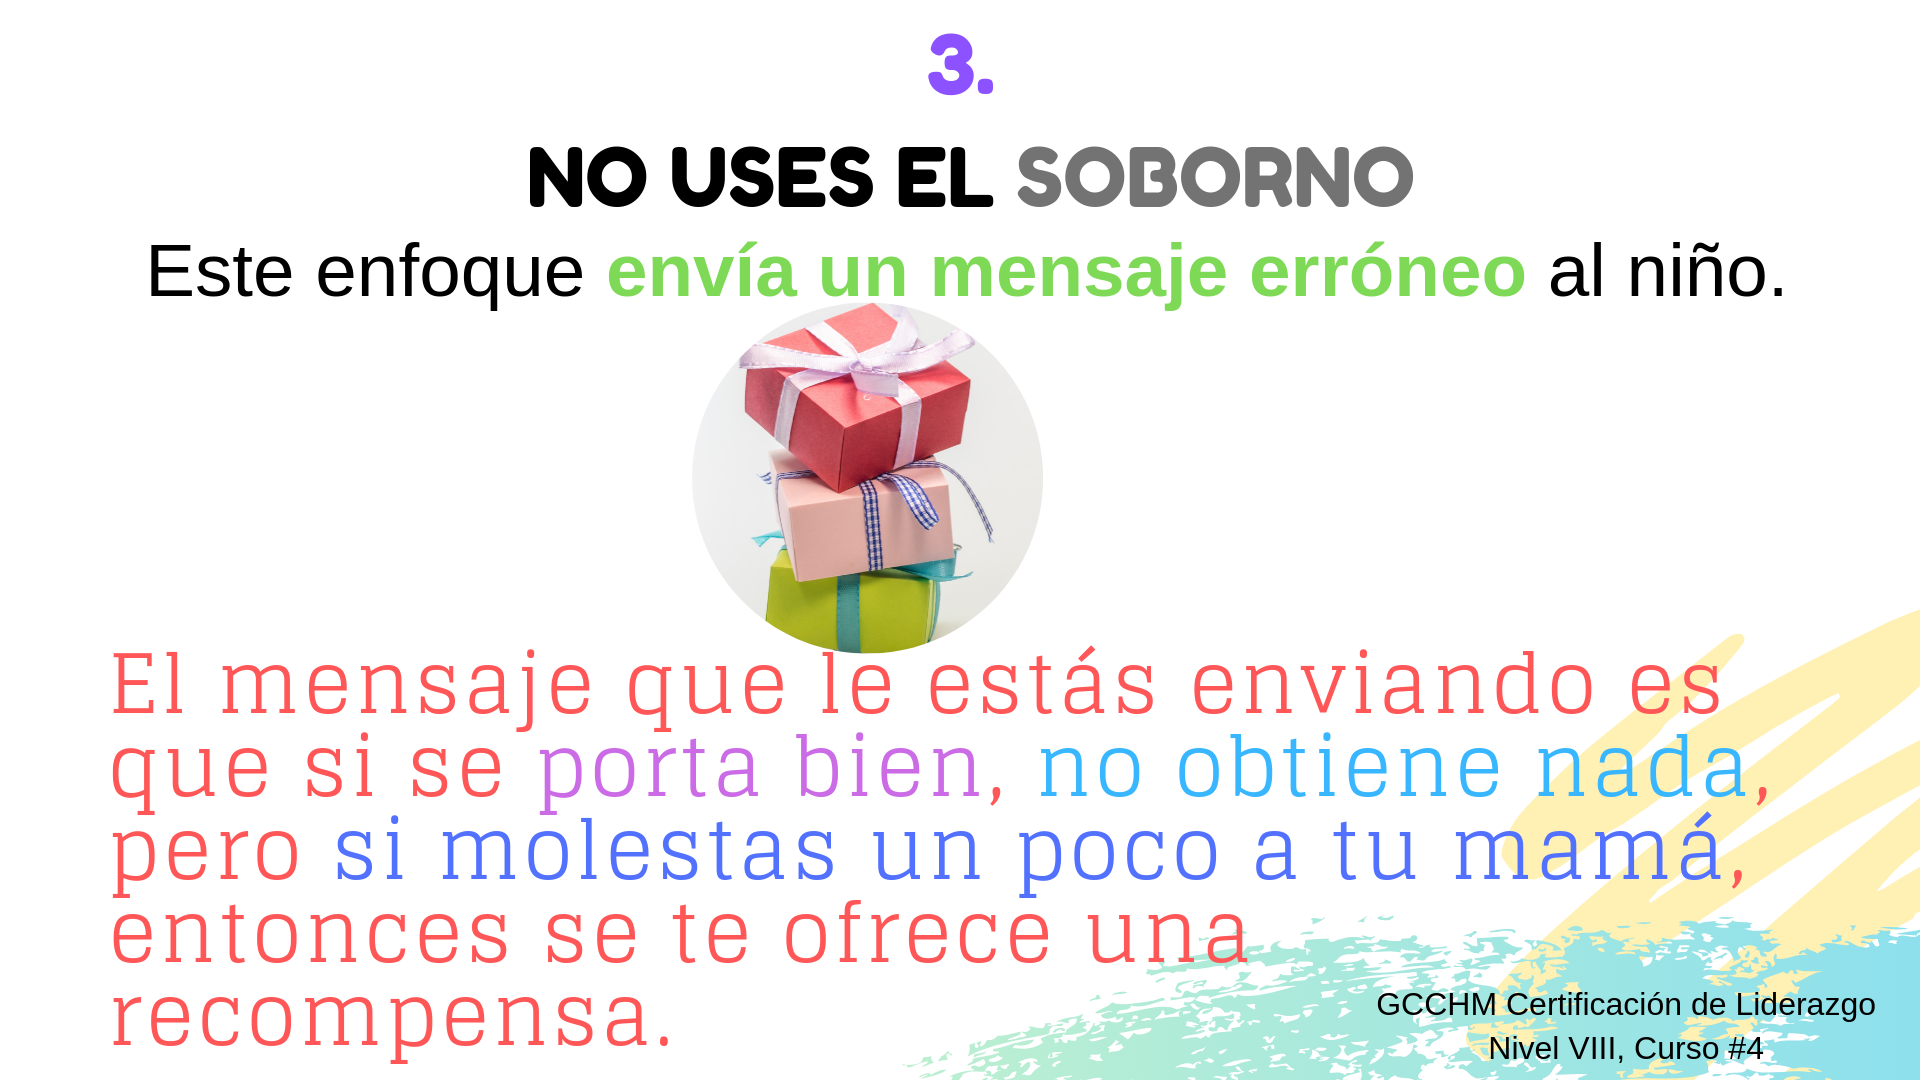 3.
NO USES EL SOBORNO
Este enfoque envía un mensaje erróneo al niño.
El mensaje que le estás enviando es
que si se porta bien, no obtiene nada,
pero si molestas un poco a tu mamá,
entonces se te ofrece una
recompensa.
GCCHM Certificación de Liderazgo
Nivel VIII, Curso #4